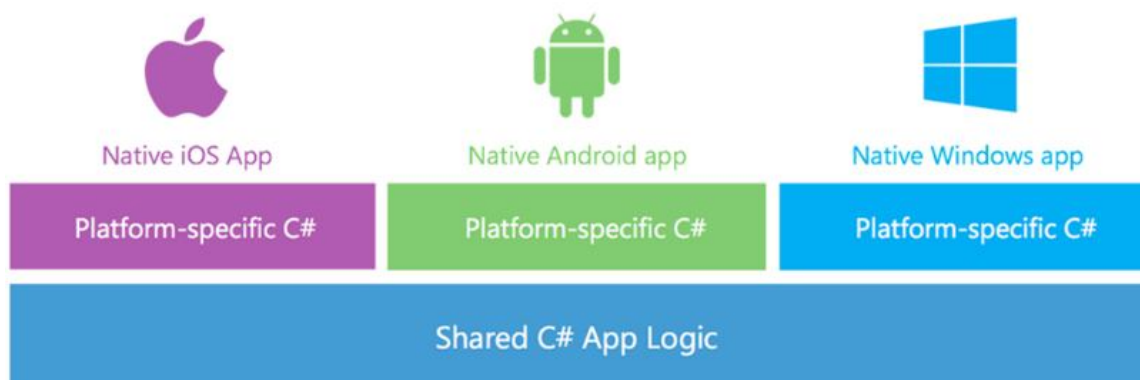 Native iOS App
Native Android app
Native Windows app
Platform-specific C#
Platform-specific C#
Platform-specific C#
Shared C# App Logic